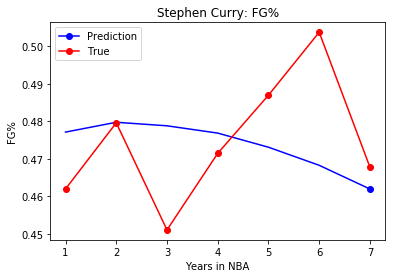 Stephen Curry: FG%
Prediction
True
FG%
0.50
0.49
0.48
0.47
0.46
0.45
1 2 3 4 5 6 7
Years in NBA